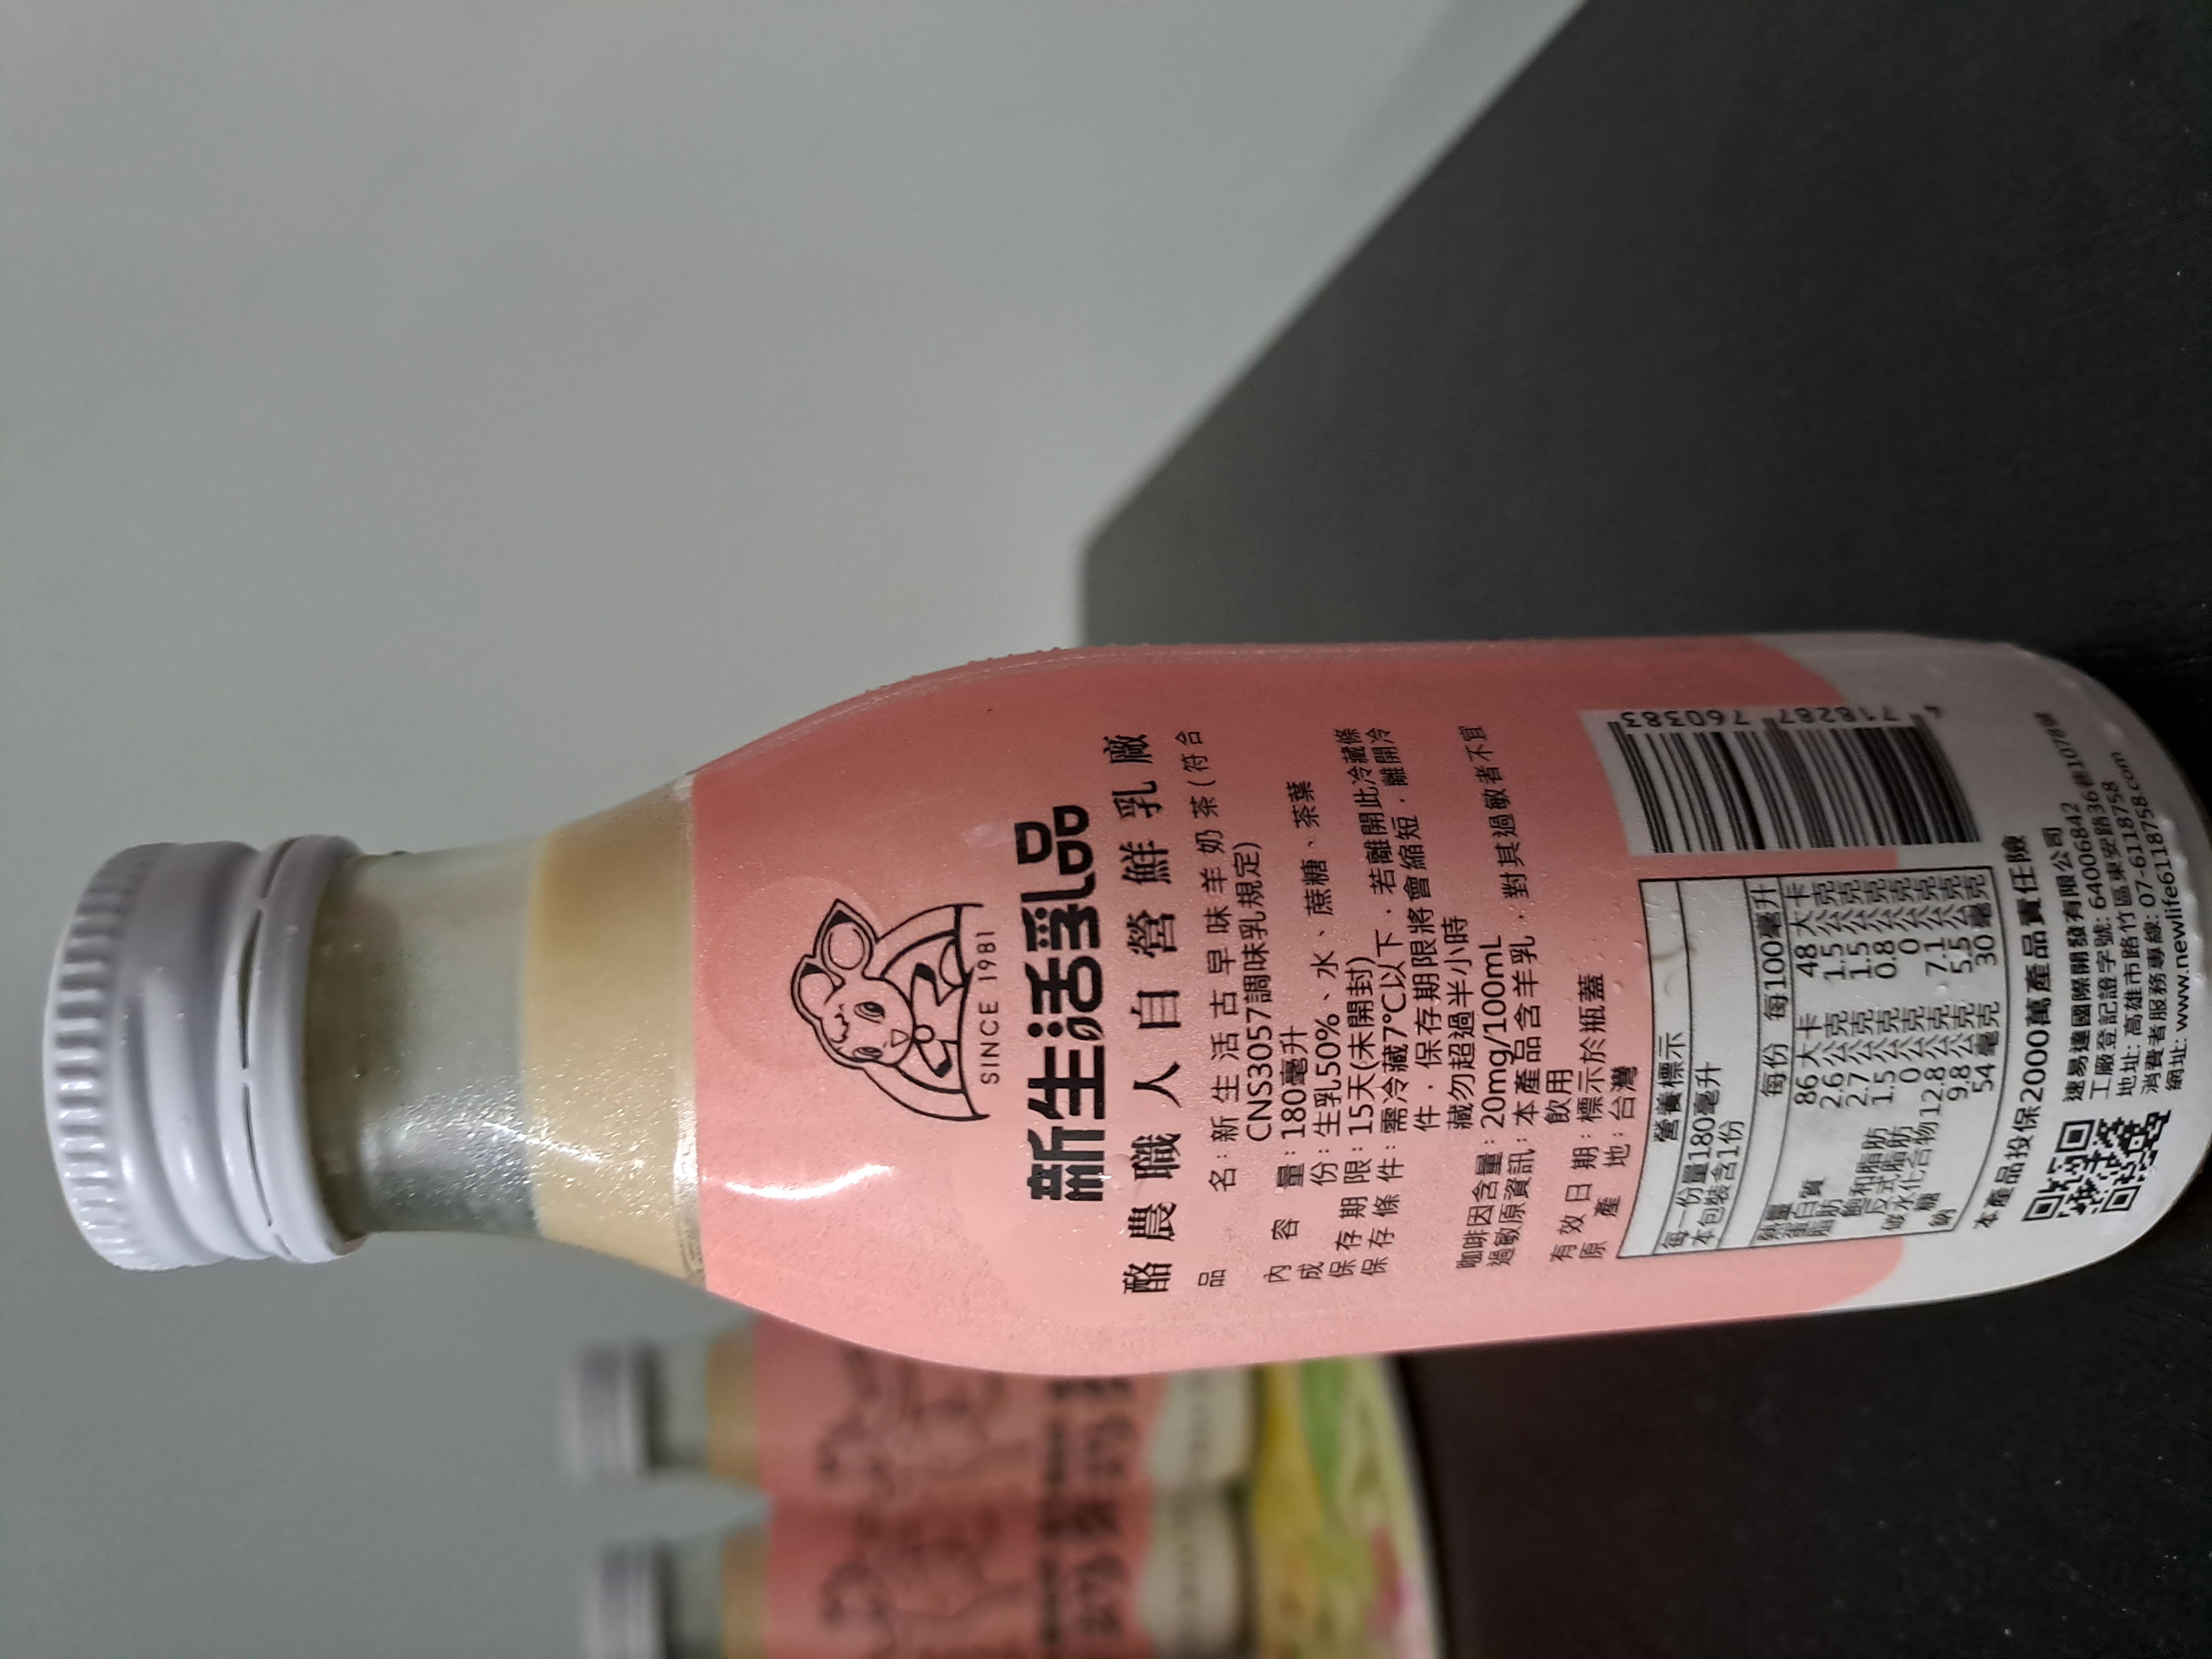 SINCE 1981
新生活乳品
酪農職人自營鮮乳廠
品名：新生活古早味羊奶茶(符合
CNS3057調味乳規定)
內容量：180毫升
成份：生乳50%、水、蔗糖、茶葉
保存期限：15天(未開封)
保存條件：需冷藏7°C以下，若離開此冷藏條
件，保存期限將會縮短，離開冷
藏勿超過半小時
咖啡因含量：20mg/100mL
過敏原資訊：本產品含羊乳，對其過敏者不宜
飲用
有效日期：標示於瓶蓋
原產地：台灣
營養標示
每一份量180毫升
本包裝含1份
每份 每100毫升
熱量 86大卡 48大卡
蛋白質 2.6公克 1.5公克
脂肪 2.7公克 1.5公克
飽和脂肪 1.5公克 0.8公克
反式脂肪 0公克 0公克
碳水化合物 12.8公克 7.1公克
糖 9.8公克 5.5公克
鈉 54毫克 30毫克
4 718287 760383
本產品投保2000萬產品責任險
速易達國際開發有限公司
工廠登記證字號: 64006842
地址: 高雄市路竹區東安路36巷107號
消費者服務專線: 07-6118758
網址: www.newlife6118758.com